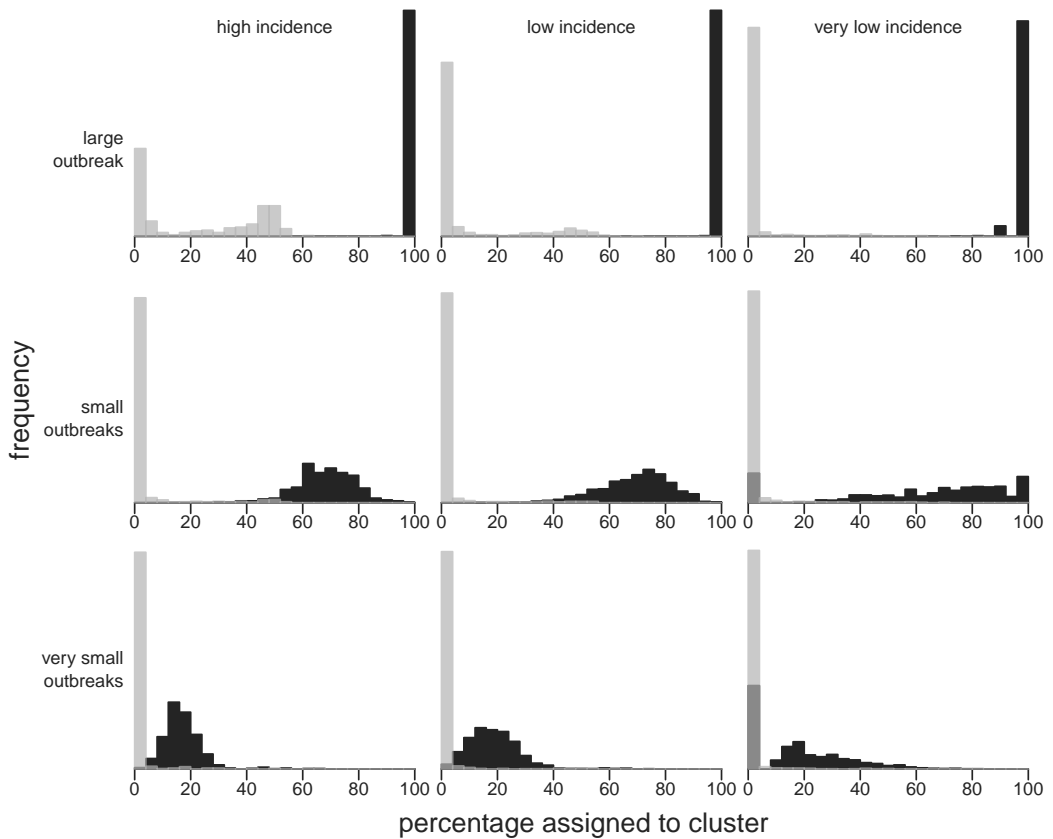 high incidence
low incidence
very low incidence
large
outbreak
0 20 40 60 80 100
0 20 40 60 80 100
0 20 40 60 80 100
frequency
small
outbreaks
0 20 40 60 80 100
0 20 40 60 80 100
0 20 40 60 80 100
very small
outbreaks
0 20 40 60 80 100
0 20 40 60 80 100
0 20 40 60 80 100
percentage assigned to cluster